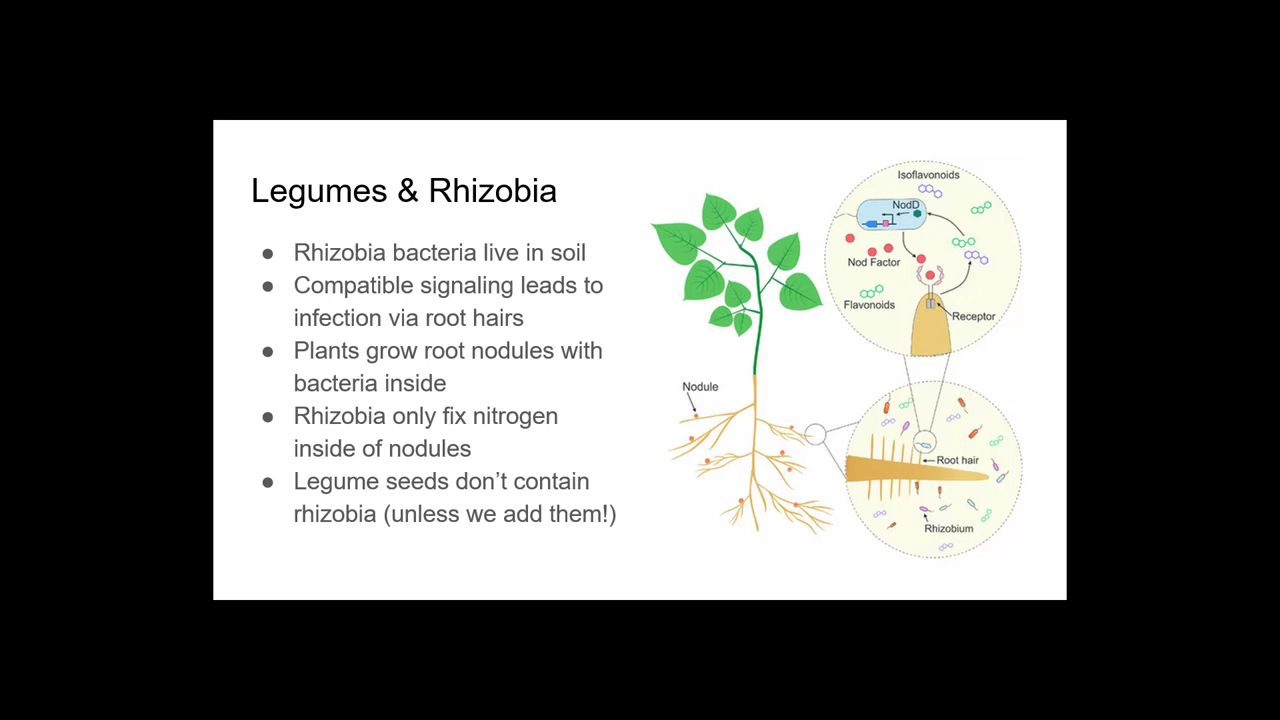 Legumes & Rhizobia
● Rhizobia bacteria live in soil
● Compatible signaling leads to
infection via root hairs
● Plants grow root nodules with
bacteria inside
● Rhizobia only fix nitrogen
inside of nodules
● Legume seeds don’t contain
rhizobia (unless we add them!)
Isoflavonoids
NodD
Nod Factor
Flavonoids
Receptor
Nodule
Root hair
Rhizobium